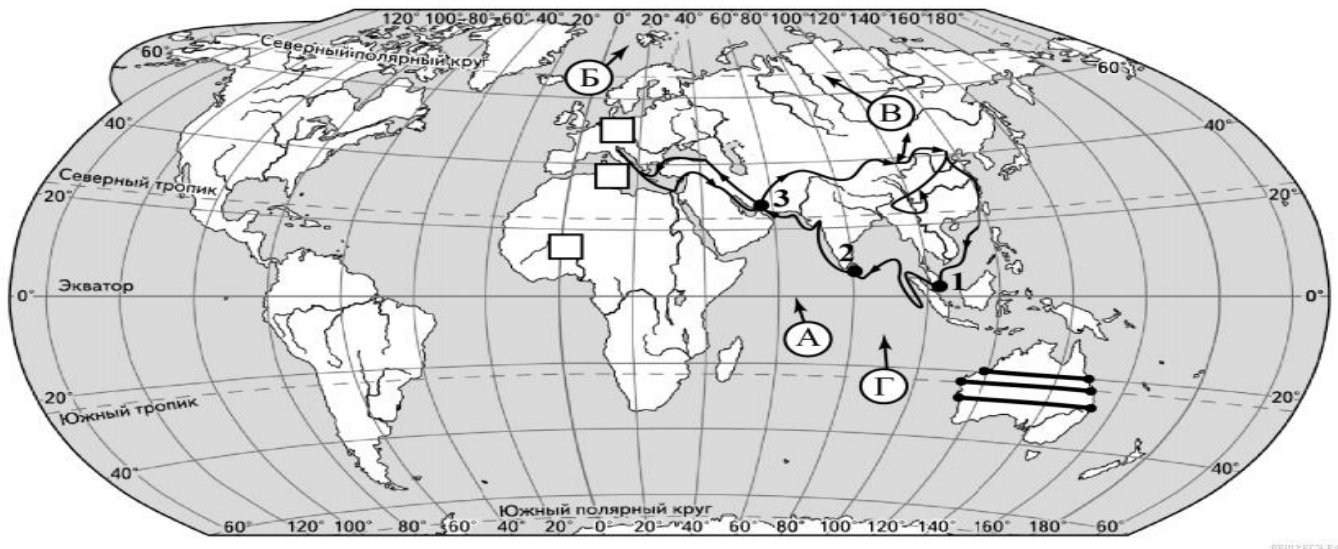 120° 100° 80° 60° 40° 20° 0° 20° 40° 60° 80° 100° 120° 140° 160° 180°
60° Северный полярный круг 60°
Б
В
40° 40°
Северный тропик
20° 20°
3
2
1
Экватор
0° 0°
А
Г
20° 20°
Южный тропик
40° 40°
Южный полярный круг
60° 120° 100° 80° 60° 40° 20° 0° 20° 40° 60° 80° 100° 120° 140° 60°